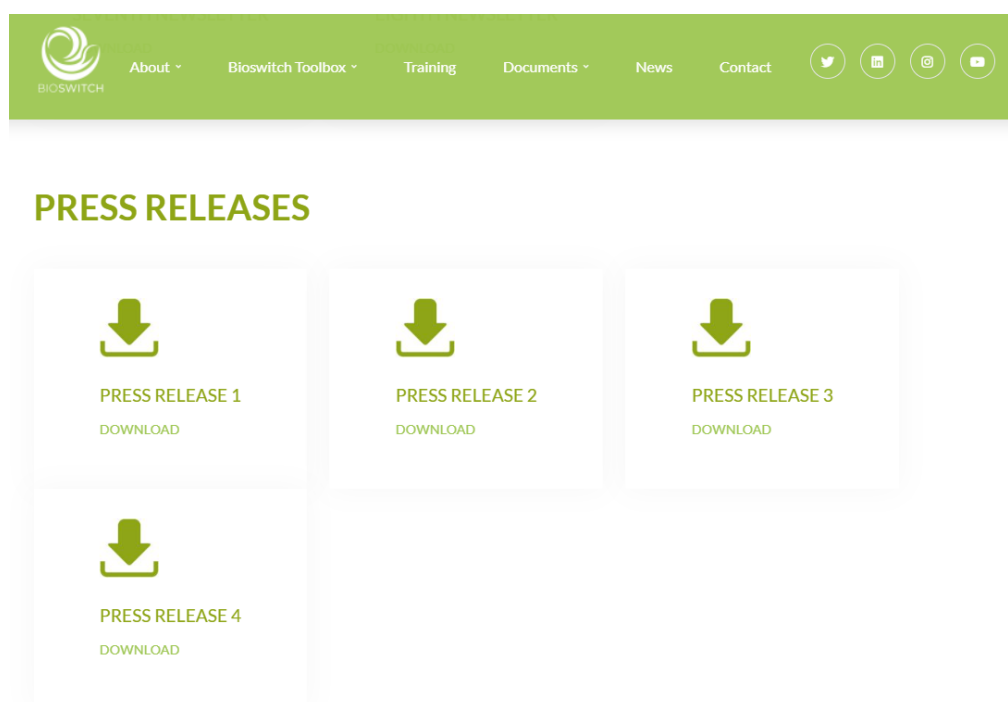 BIOSWITCH
About
Bioswitch Toolbox
Training
Documents
News
Contact
PRESS RELEASES
PRESS RELEASE 1
DOWNLOAD
PRESS RELEASE 2
DOWNLOAD
PRESS RELEASE 3
DOWNLOAD
PRESS RELEASE 4
DOWNLOAD